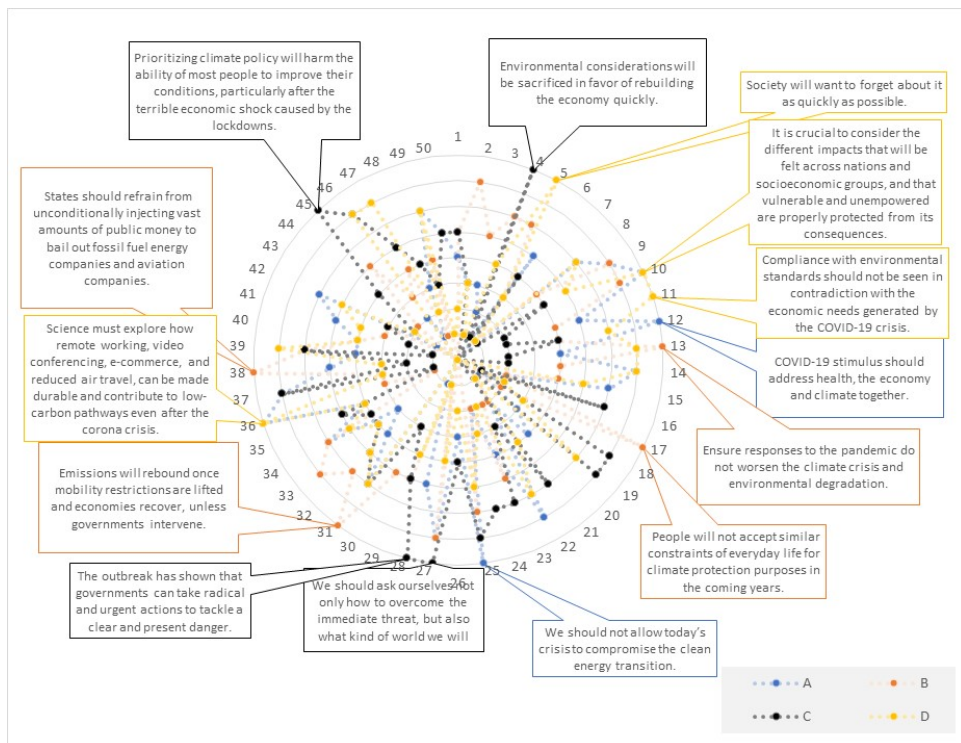 Prioritizing climate policy will harm the
ability of most people to improve their
conditions, particularly after the
terrible economic shock caused by the
lockdowns.
Environmental considerations will
be sacrificed in favor of rebuilding
the economy quickly.
Society will want to forget about it
as quickly as possible.
It is crucial to consider the
different impacts that will be
felt across nations and
socioeconomic groups, and that
vulnerable and unempowered
are properly protected from its
consequences.
Compliance with environmental
standards should not be seen in
contradiction with the
economic needs generated by
the COVID-19 crisis.
COVID-19 stimulus should
address health, the economy
and climate together.
Ensure responses to the pandemic do
not worsen the climate crisis and
environmental degradation.
People will not accept similar
constraints of everyday life for
climate protection purposes in
the coming years.
We should not allow today's
crisis to compromise the clean
energy transition.
We should ask ourselves not
only how to overcome the
immediate threat, but also
what kind of world we will
The outbreak has shown that
governments can take radical
and urgent actions to tackle a
clear and present danger.
Emissions will rebound once
mobility restrictions are lifted
and economies recover, unless
governments intervene.
Science must explore how
remote working, video
conferencing, e-commerce, and
reduced air travel, can be made
durable and contribute to low-
carbon pathways even after the
corona crisis.
States should refrain from
unconditionally injecting vast
amounts of public money to
bail out fossil fuel energy
companies and aviation
companies.
1
2
3
4
5
6
7
8
9
10
11
12
13
14
15
16
17
18
19
20
21
22
23
24
25
26
27
28
29
30
31
32
33
34
35
36
37
38
39
40
41
42
43
44
45
46
47
48
49
50
A
B
C
D